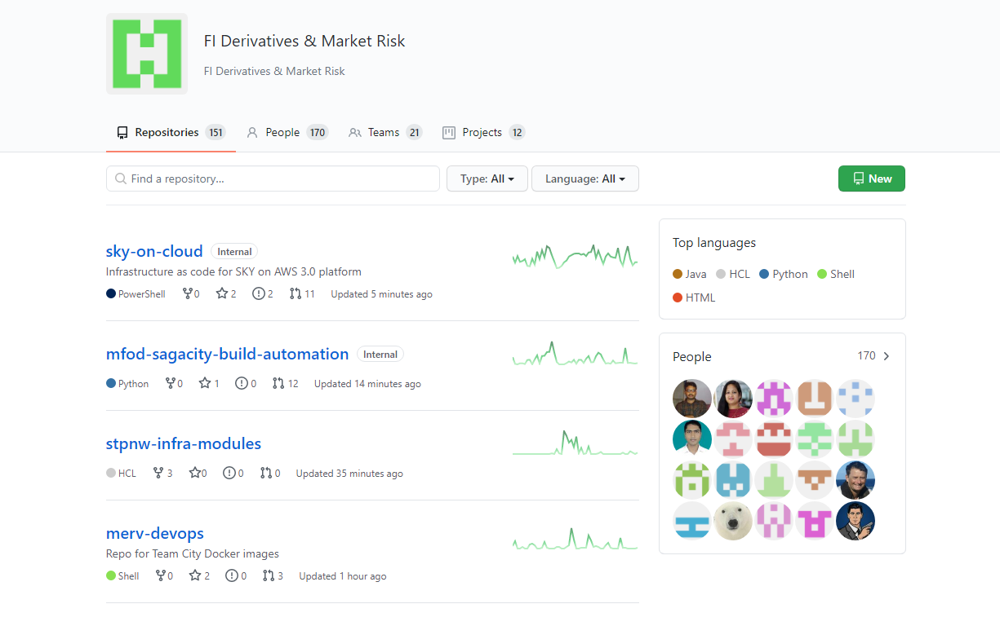 FI Derivatives & Market Risk
FI Derivatives & Market Risk
Repositories 151 People 170 Teams 21 Projects 12
Find a repository... Type: All Language: All New
sky-on-cloud Internal
Infrastructure as code for SKY on AWS 3.0 platform
PowerShell 0 2 2 11 Updated 5 minutes ago
mfod-sagacity-build-automation Internal
Python 0 1 0 12 Updated 14 minutes ago
stpnw-infra-modules
HCL 3 0 0 0 Updated 35 minutes ago
merv-devops
Repo for Team City Docker images
Shell 0 2 0 3 Updated 1 hour ago
Top languages
Java HCL Python Shell
HTML
People 170